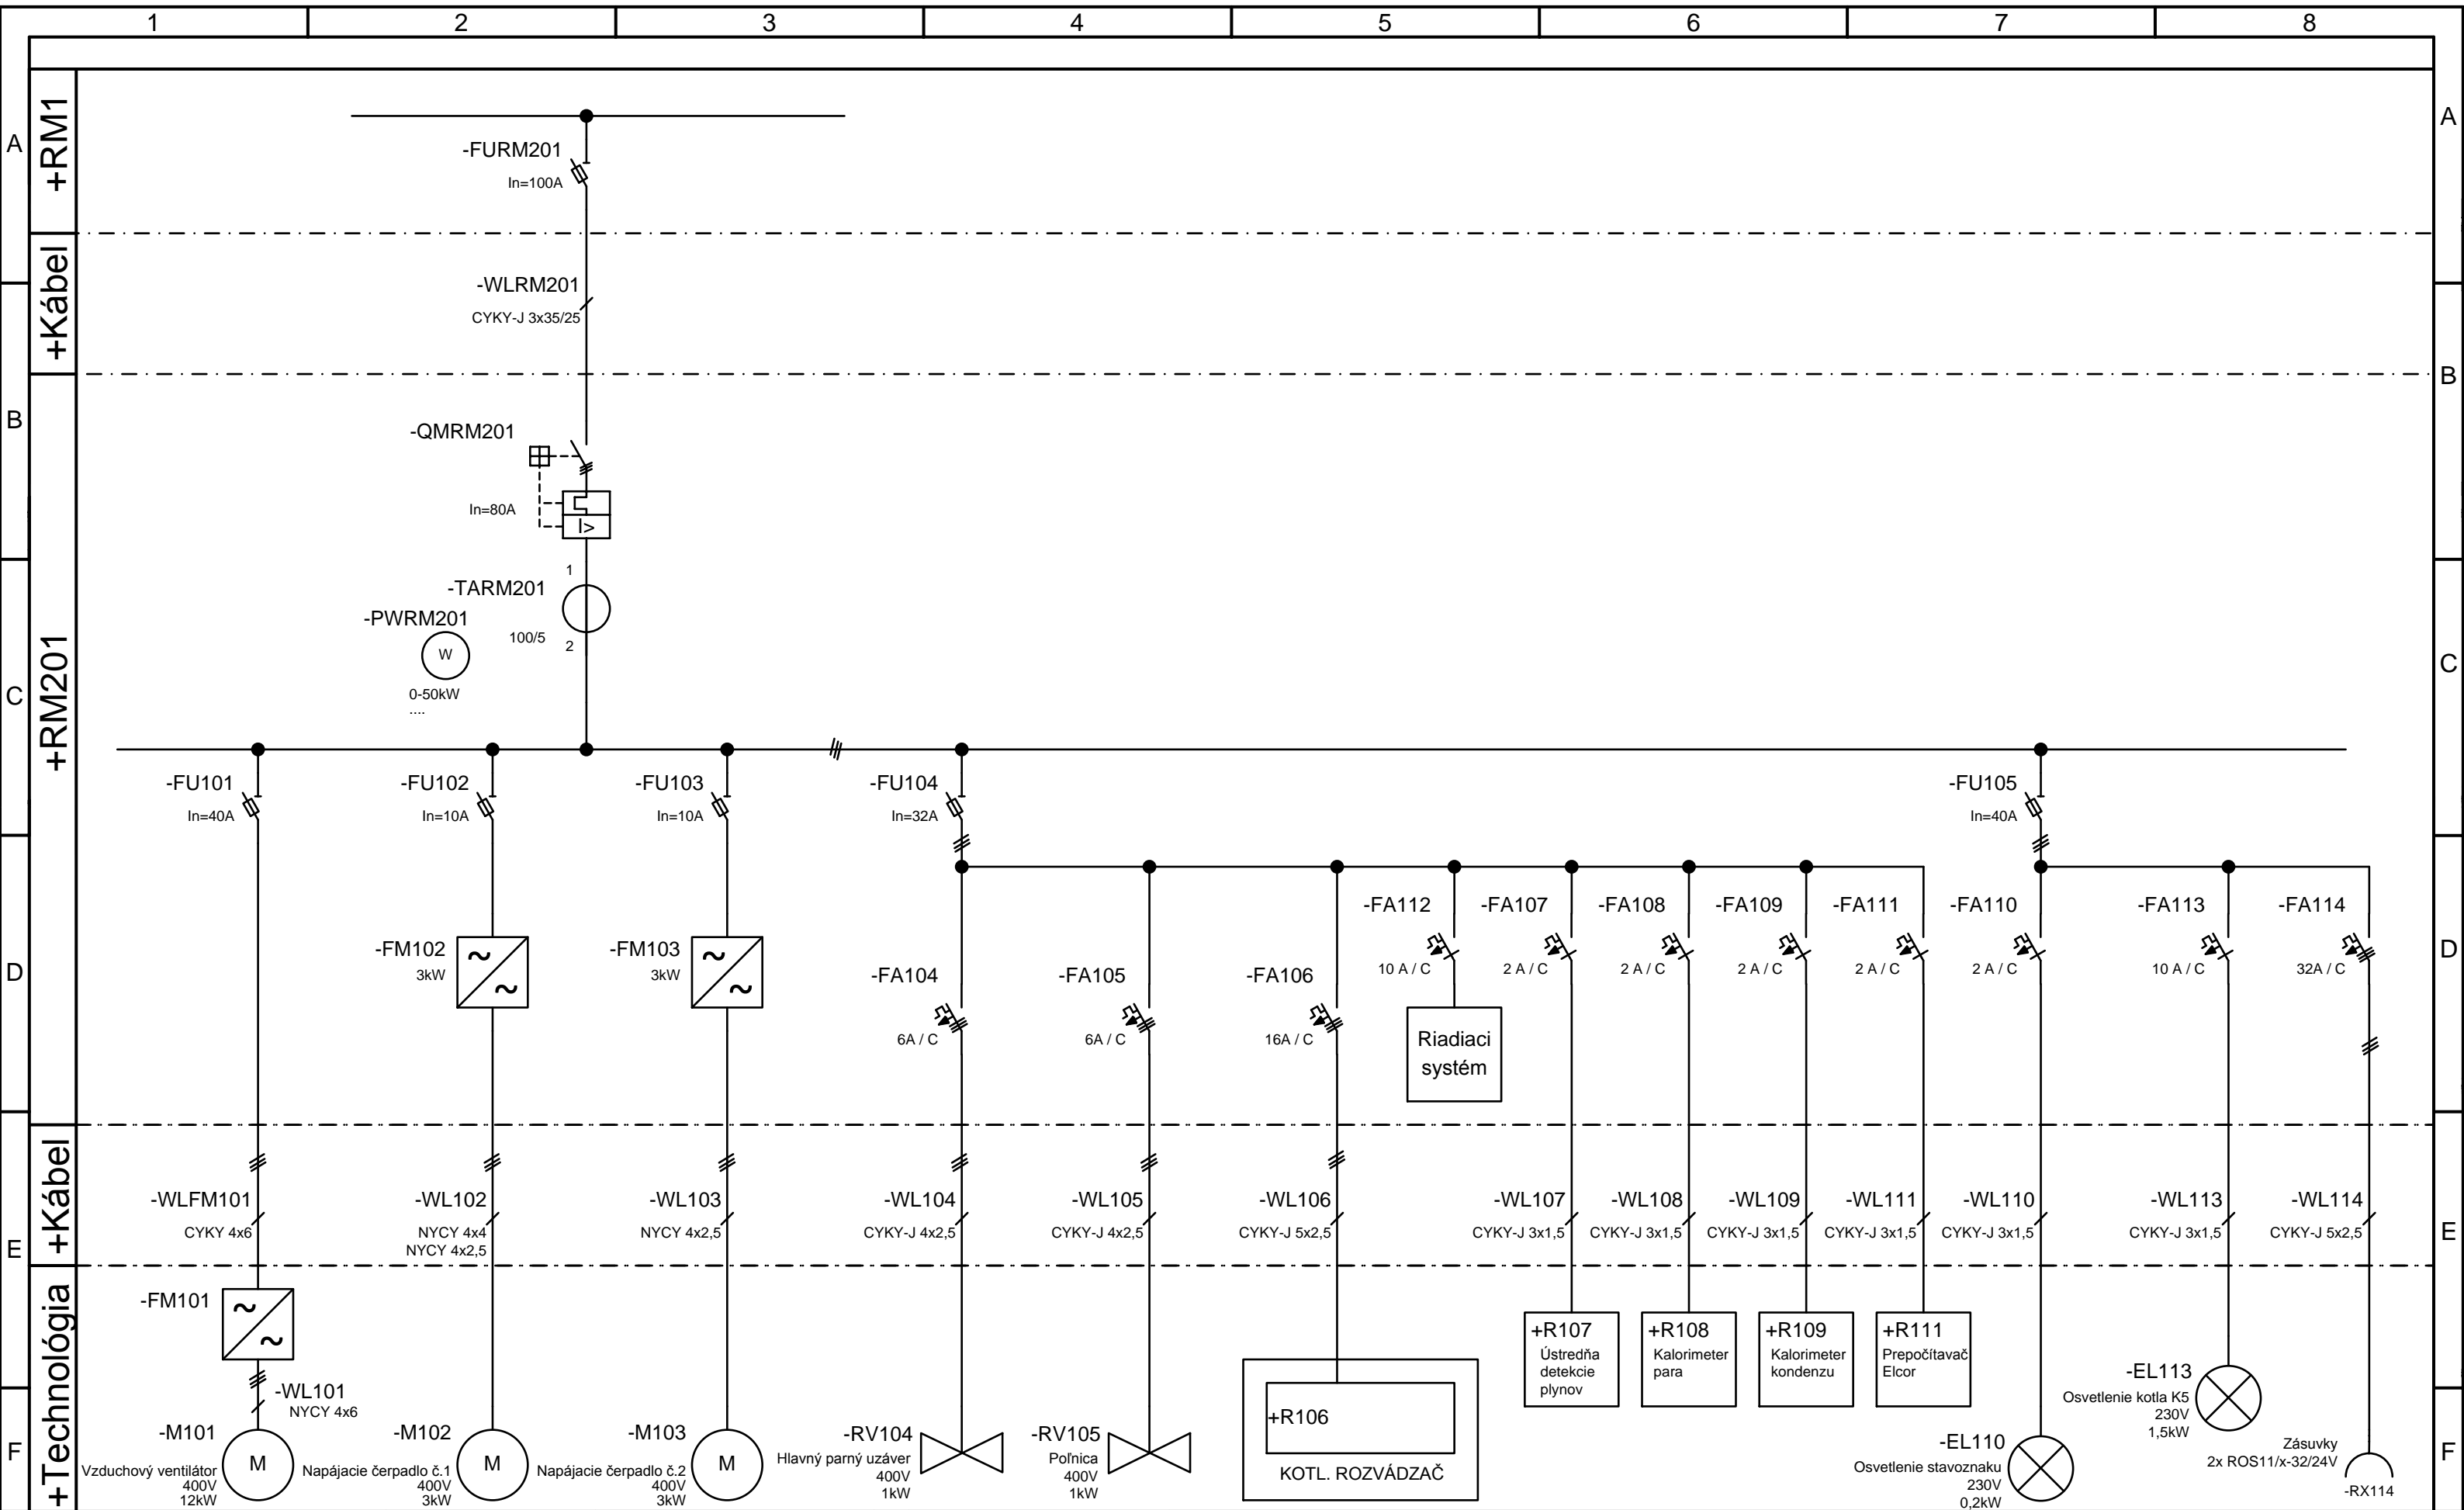 1 2 3 4 5 6 7 8
A
A
+RM1
-FURM201
In=100A
+Kábel
-WLRM201
CYKY-J 3x35/25
B
B
+RM201
-QMRM201
In=80A
I>
1
-TARM201
-PWRM201
100/5
2
W
0-50kW
....
C
C
-FU101
In=40A
-FU102
In=10A
-FU103
In=10A
-FU104
In=32A
-FU105
In=40A
D
D
-FM102
3kW
~
~
-FM103
3kW
~
~
-FA104
6A / C
-FA105
6A / C
-FA106
16A / C
-FA112
10 A / C
Riadiaci
systém
-FA107
2 A / C
-FA108
2 A / C
-FA109
2 A / C
-FA111
2 A / C
-FA110
2 A / C
-FA113
10 A / C
-FA114
32A / C
+Kábel
E
E
-WLFM101
CYKY 4x6
-WL102
NYCY 4x4
NYCY 4x2,5
-WL103
NYCY 4x2,5
-WL104
CYKY-J 4x2,5
-WL105
CYKY-J 4x2,5
-WL106
CYKY-J 5x2,5
-WL107
CYKY-J 3x1,5
-WL108
CYKY-J 3x1,5
-WL109
CYKY-J 3x1,5
-WL111
CYKY-J 3x1,5
-WL110
CYKY-J 3x1,5
-WL113
CYKY-J 3x1,5
-WL114
CYKY-J 5x2,5
+Technológia
F
F
-FM101
~
~
-WL101
NYCY 4x6
-M101
Vzduchový ventilátor
400V
12kW
M
-M102
Napájacie čerpadlo č.1
400V
3kW
M
-M103
Napájacie čerpadlo č.2
400V
3kW
M
-RV104
Hlavný parný uzáver
400V
1kW
-RV105
Poľnica
400V
1kW
+R106
KOTL. ROZVÁDZAČ
+R107
Ústredňa
detekcie
plynov
+R108
Kalorimeter
para
+R109
Kalorimeter
kondenzu
+R111
Prepočítavač
Elcor
-EL110
Osvetlenie stavoznaku
230V
0,2kW
-EL113
Osvetlenie kotla K5
230V
1,5kW
Zásuvky
2x ROS11/x-32/24V
-RX114